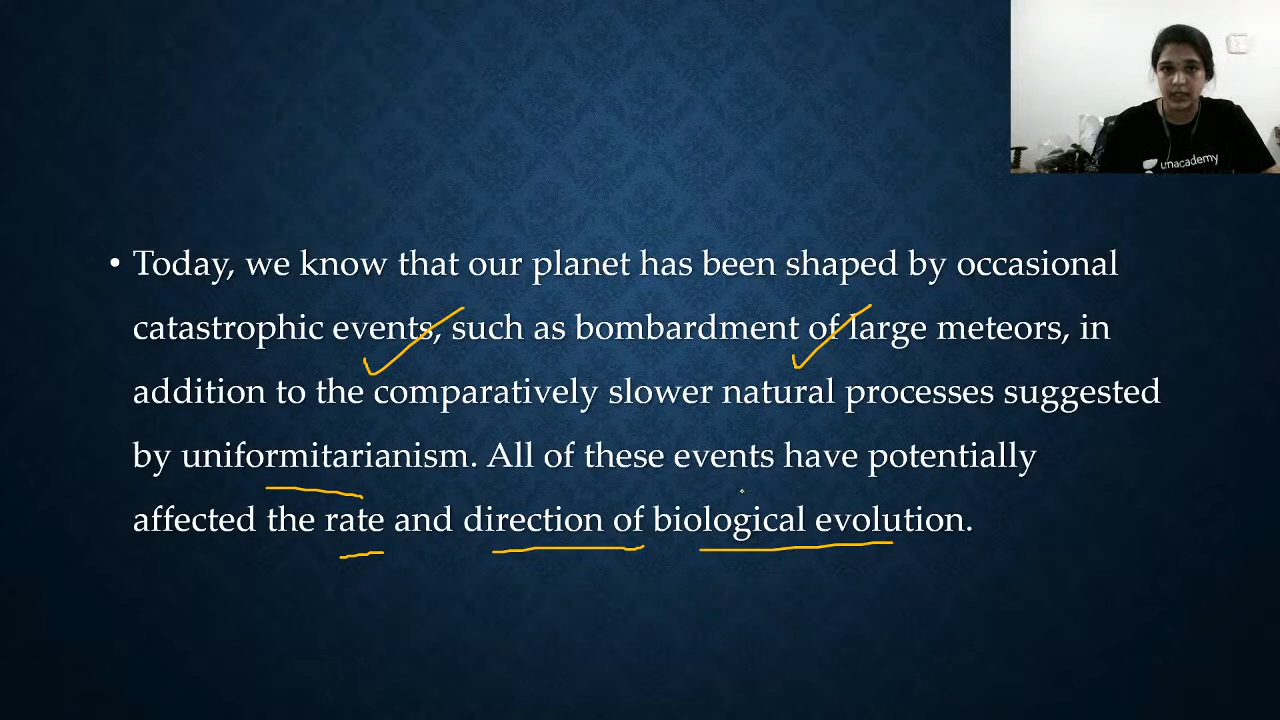 unacademy
• Today, we know that our planet has been shaped by occasional
catastrophic events, such as bombardment of large meteors, in
addition to the comparatively slower natural processes suggested
by uniformitarianism. All of these events have potentially
affected the rate and direction of biological evolution.